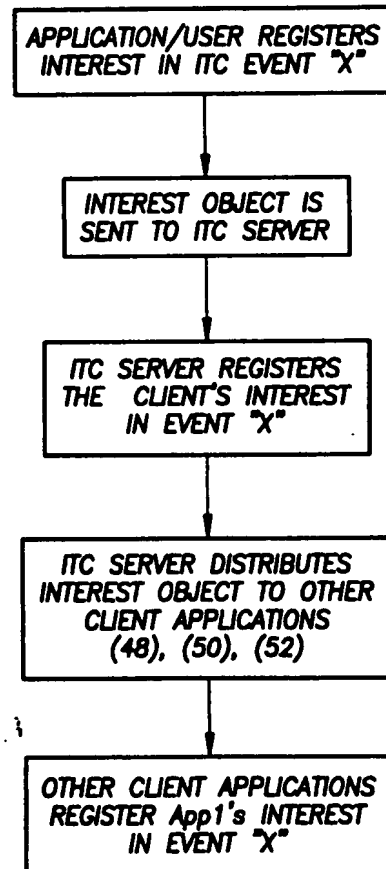 APPLICATION/USER REGISTERS
INTEREST IN ITC EVENT "X"
INTEREST OBJECT IS
SENT TO ITC SERVER
ITC SERVER REGISTERS
THE CLIENT'S INTEREST
IN EVENT "X"
ITC SERVER DISTRIBUTES
INTEREST OBJECT TO OTHER
CLIENT APPLICATIONS
(48), (50), (52)
OTHER CLIENT APPLICATIONS
REGISTER App1's INTEREST
IN EVENT "X"